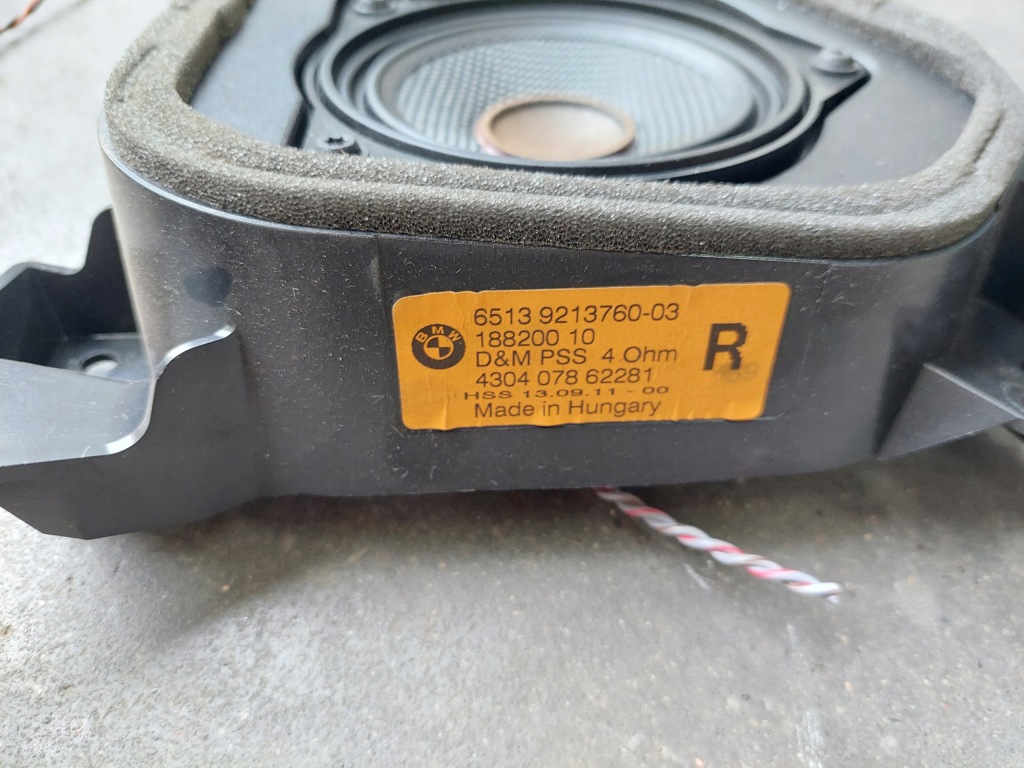 BMW
6513 9213760-03
188200 10
D&M PSS 4 Ohm
4304 078 62281
HSS 13.09.11 - 00
Made in Hungary
R